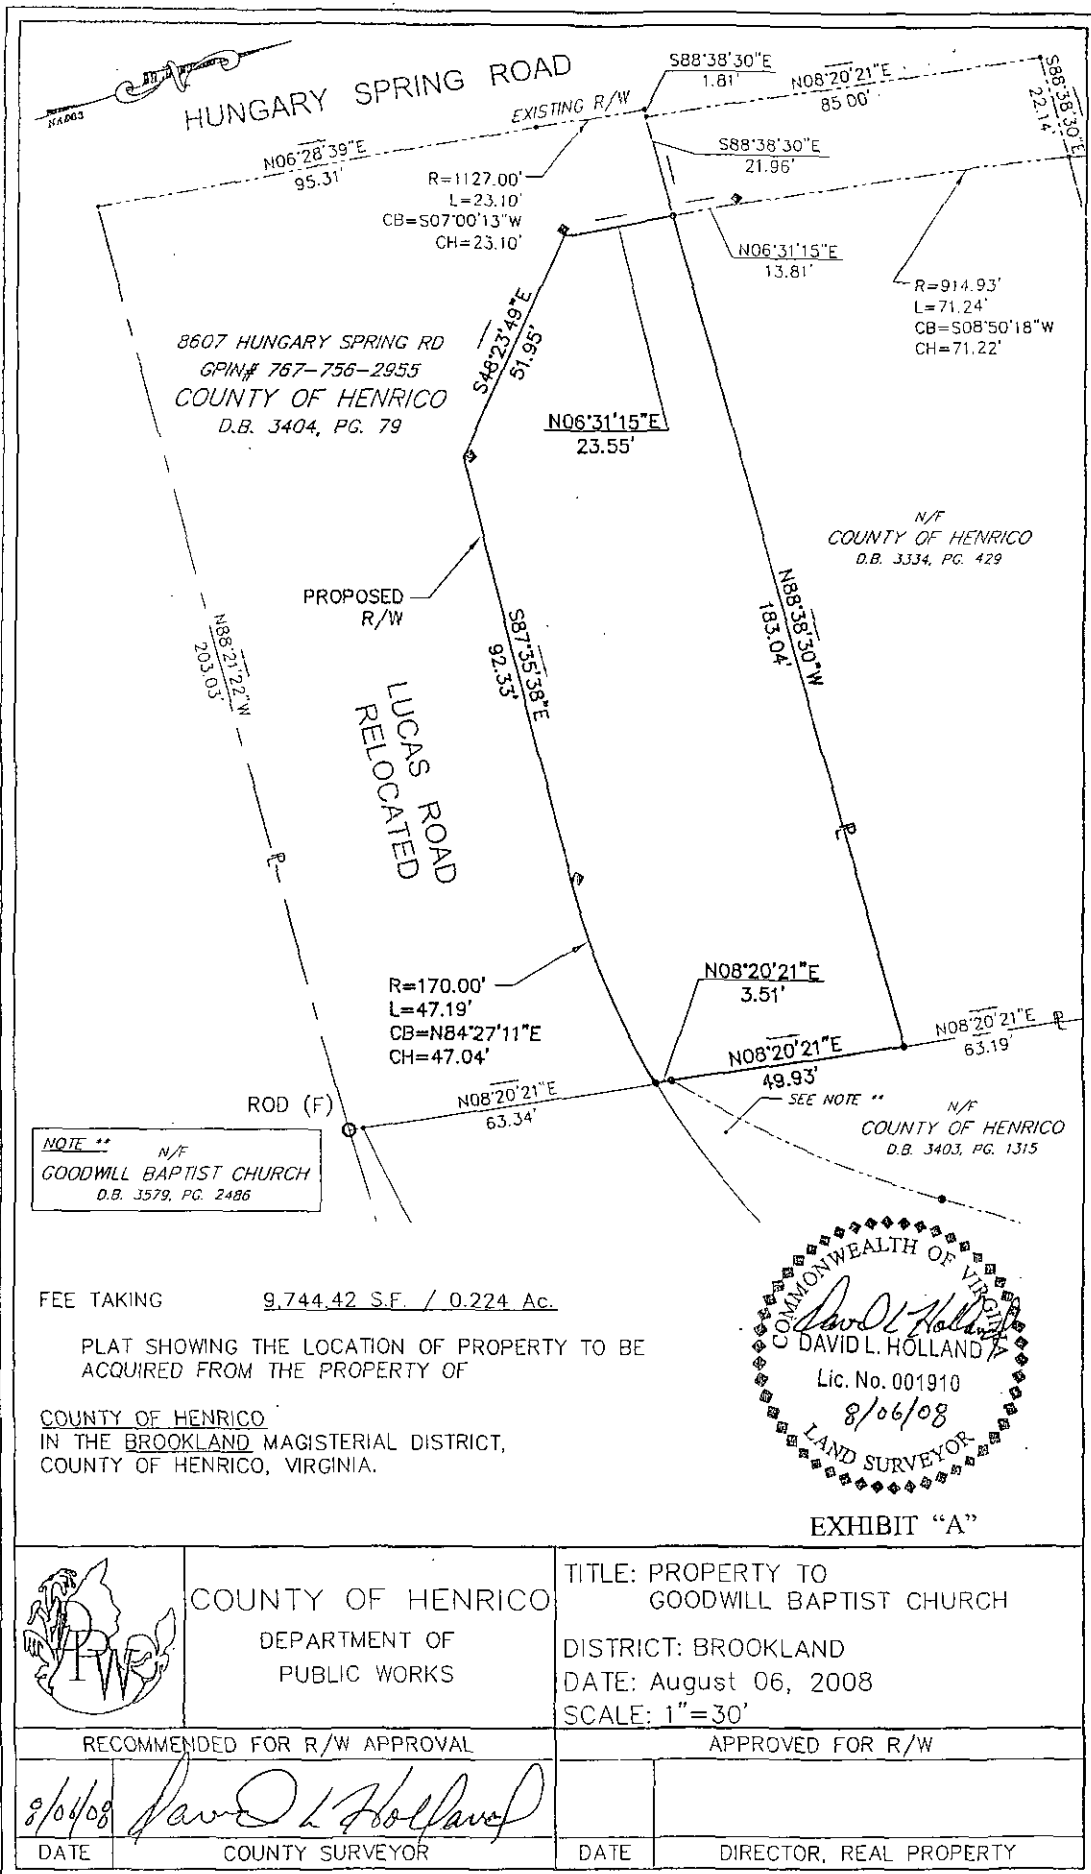 NAD83
HUNGARY SPRING ROAD
EXISTING R/W
S88°38'30"E
1.81'
N08°20'21"E
85.00'
S88°38'30"E
22.14'
N06°28'39"E
95.31'
R=1127.00'
L=23.10'
CB=S07°00'13"W
CH=23.10'
S88°38'30"E
21.96'
N06°31'15"E
13.81'
R=914.93'
L=71.24'
CB=S08°50'18"W
CH=71.22'
8607 HUNGARY SPRING RD
GPIN# 767-756-2955
COUNTY OF HENRICO
D.B. 3404, PG. 79
S48°23'49"E
51.95'
N06°31'15"E
23.55'
N/F
COUNTY OF HENRICO
D.B. 3334, PG. 429
PROPOSED
R/W
N88°21'22"W
203.03'
S87°35'38"E
92.33'
N88°38'30"W
183.04'
LUCAS ROAD
RELOCATED
R=170.00'
L=47.19'
CB=N84°27'11"E
CH=47.04'
N08°20'21"E
3.51'
N08°20'21"E
49.93'
N08°20'21"E
63.19'
SEE NOTE **
N/F
COUNTY OF HENRICO
D.B. 3403, PG. 1315
ROD (F)
N08°20'21"E
63.34'
NOTE **
N/F
GOODWILL BAPTIST CHURCH
D.B. 3579, PG. 2486
FEE TAKING 9,744.42 S.F. / 0.224 Ac.
PLAT SHOWING THE LOCATION OF PROPERTY TO BE
ACQUIRED FROM THE PROPERTY OF
COUNTY OF HENRICO
IN THE BROOKLAND MAGISTERIAL DISTRICT,
COUNTY OF HENRICO, VIRGINIA.
COMMONWEALTH OF VIRGINIA
David L Holland
DAVID L. HOLLAND
Lic. No. 001910
8/06/08
LAND SURVEYOR
EXHIBIT "A"
DPW
COUNTY OF HENRICO
DEPARTMENT OF
PUBLIC WORKS
TITLE: PROPERTY TO
GOODWILL BAPTIST CHURCH
DISTRICT: BROOKLAND
DATE: August 06, 2008
SCALE: 1"=30'
RECOMMENDED FOR R/W APPROVAL
APPROVED FOR R/W
8/06/08 David L Holland
DATE COUNTY SURVEYOR
DATE DIRECTOR, REAL PROPERTY